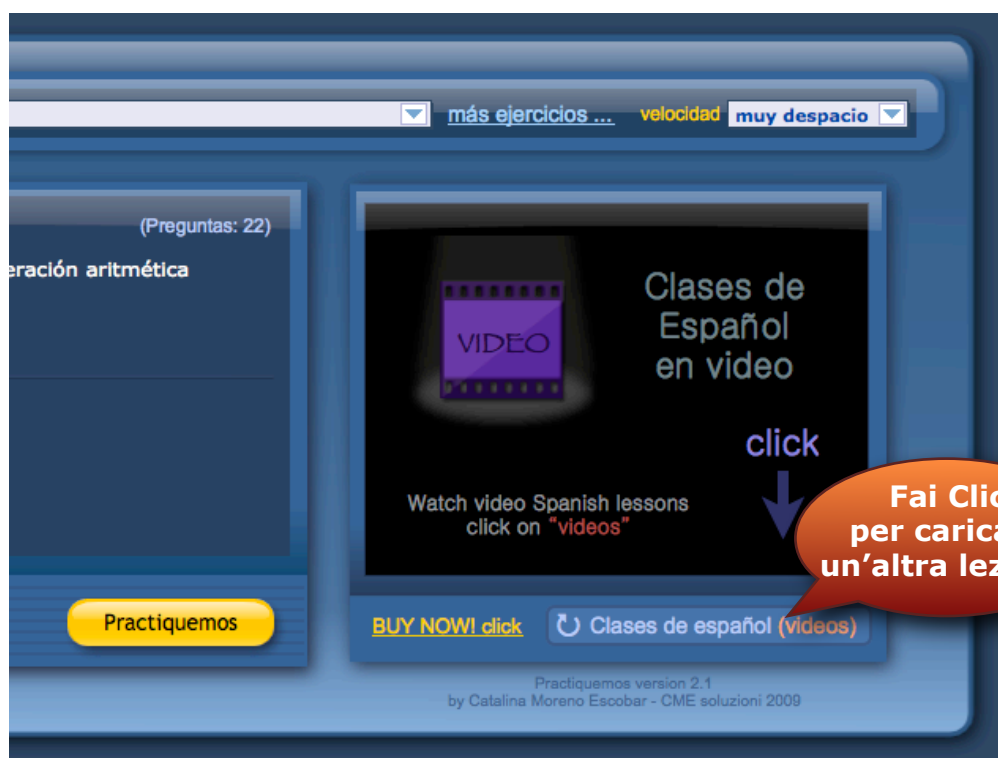 más ejercicios ... velocidad muy despacio
(Preguntas: 22)
eración aritmética
Practiquemos
VIDEO
Clases de
Español
en video
click
Watch video Spanish lessons
click on "videos"
Fai Clic
per carica
un'altra lez
BUY NOW! click
Clases de español (videos)
Practiquemos version 2.1
by Catalina Moreno Escobar - CME soluzioni 2009